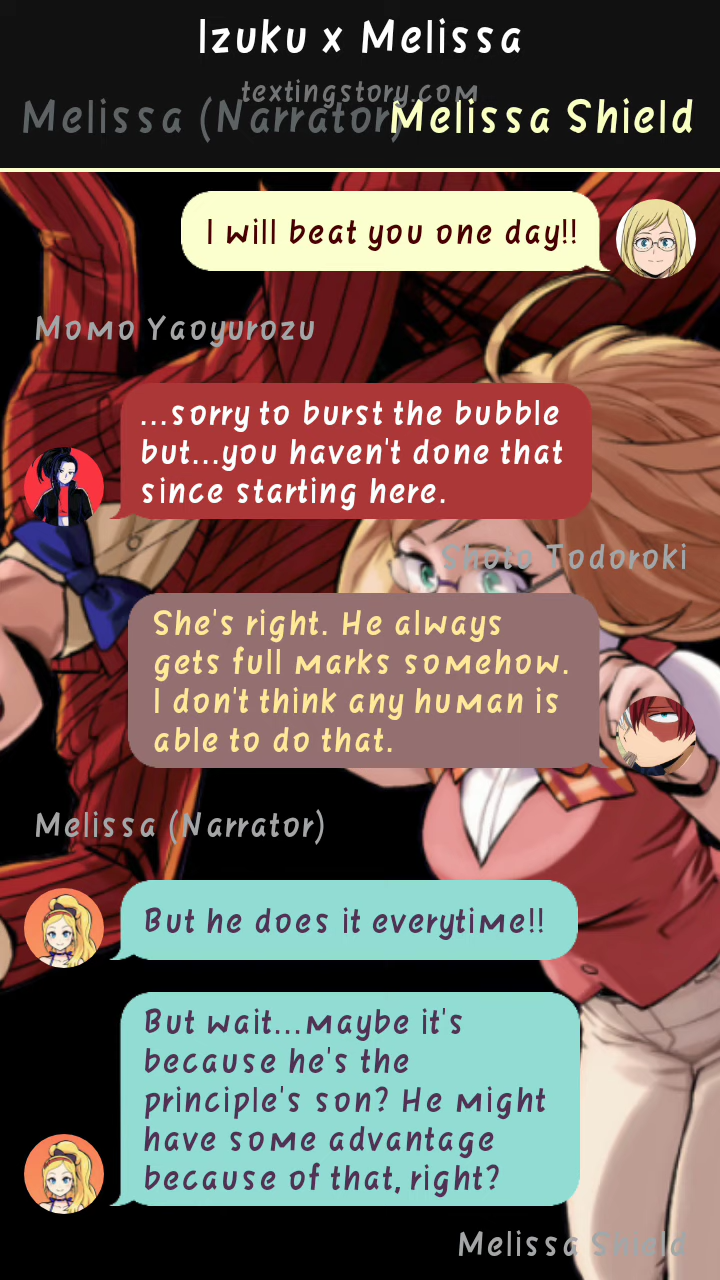 Izuku x Melissa
textingstory.com
Melissa (Narrator)
Melissa Shield
I will beat you one day!!
Momo Yaoyurozu
...sorry to burst the bubble
but...you haven't done that
since starting here.
Shoto Todoroki
She's right. He always
gets full marks somehow.
I don't think any human is
able to do that.
Melissa (Narrator)
But he does it everytime!!
But wait...maybe it's
because he's the
principle's son? He might
have some advantage
because of that, right?
Melissa Shield